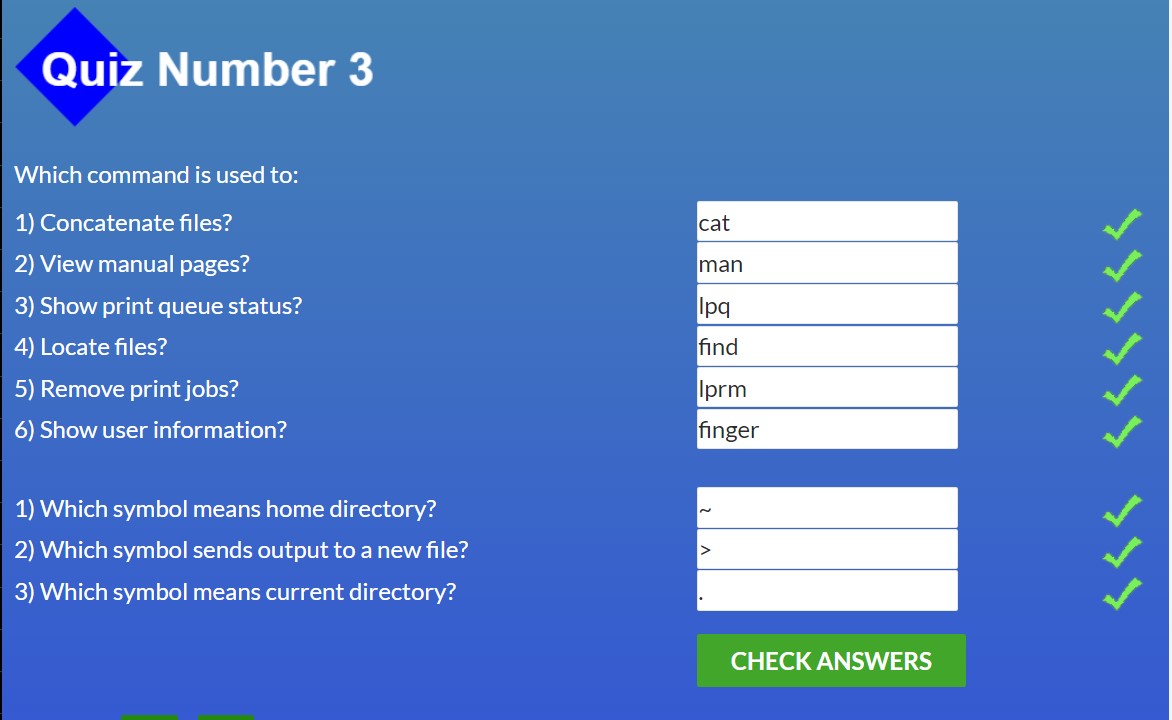 Quiz Number 3
Which command is used to:
1) Concatenate files? cat
2) View manual pages? man
3) Show print queue status? lpq
4) Locate files? find
5) Remove print jobs? lprm
6) Show user information? finger
1) Which symbol means home directory? ~
2) Which symbol sends output to a new file? >
3) Which symbol means current directory? .
CHECK ANSWERS